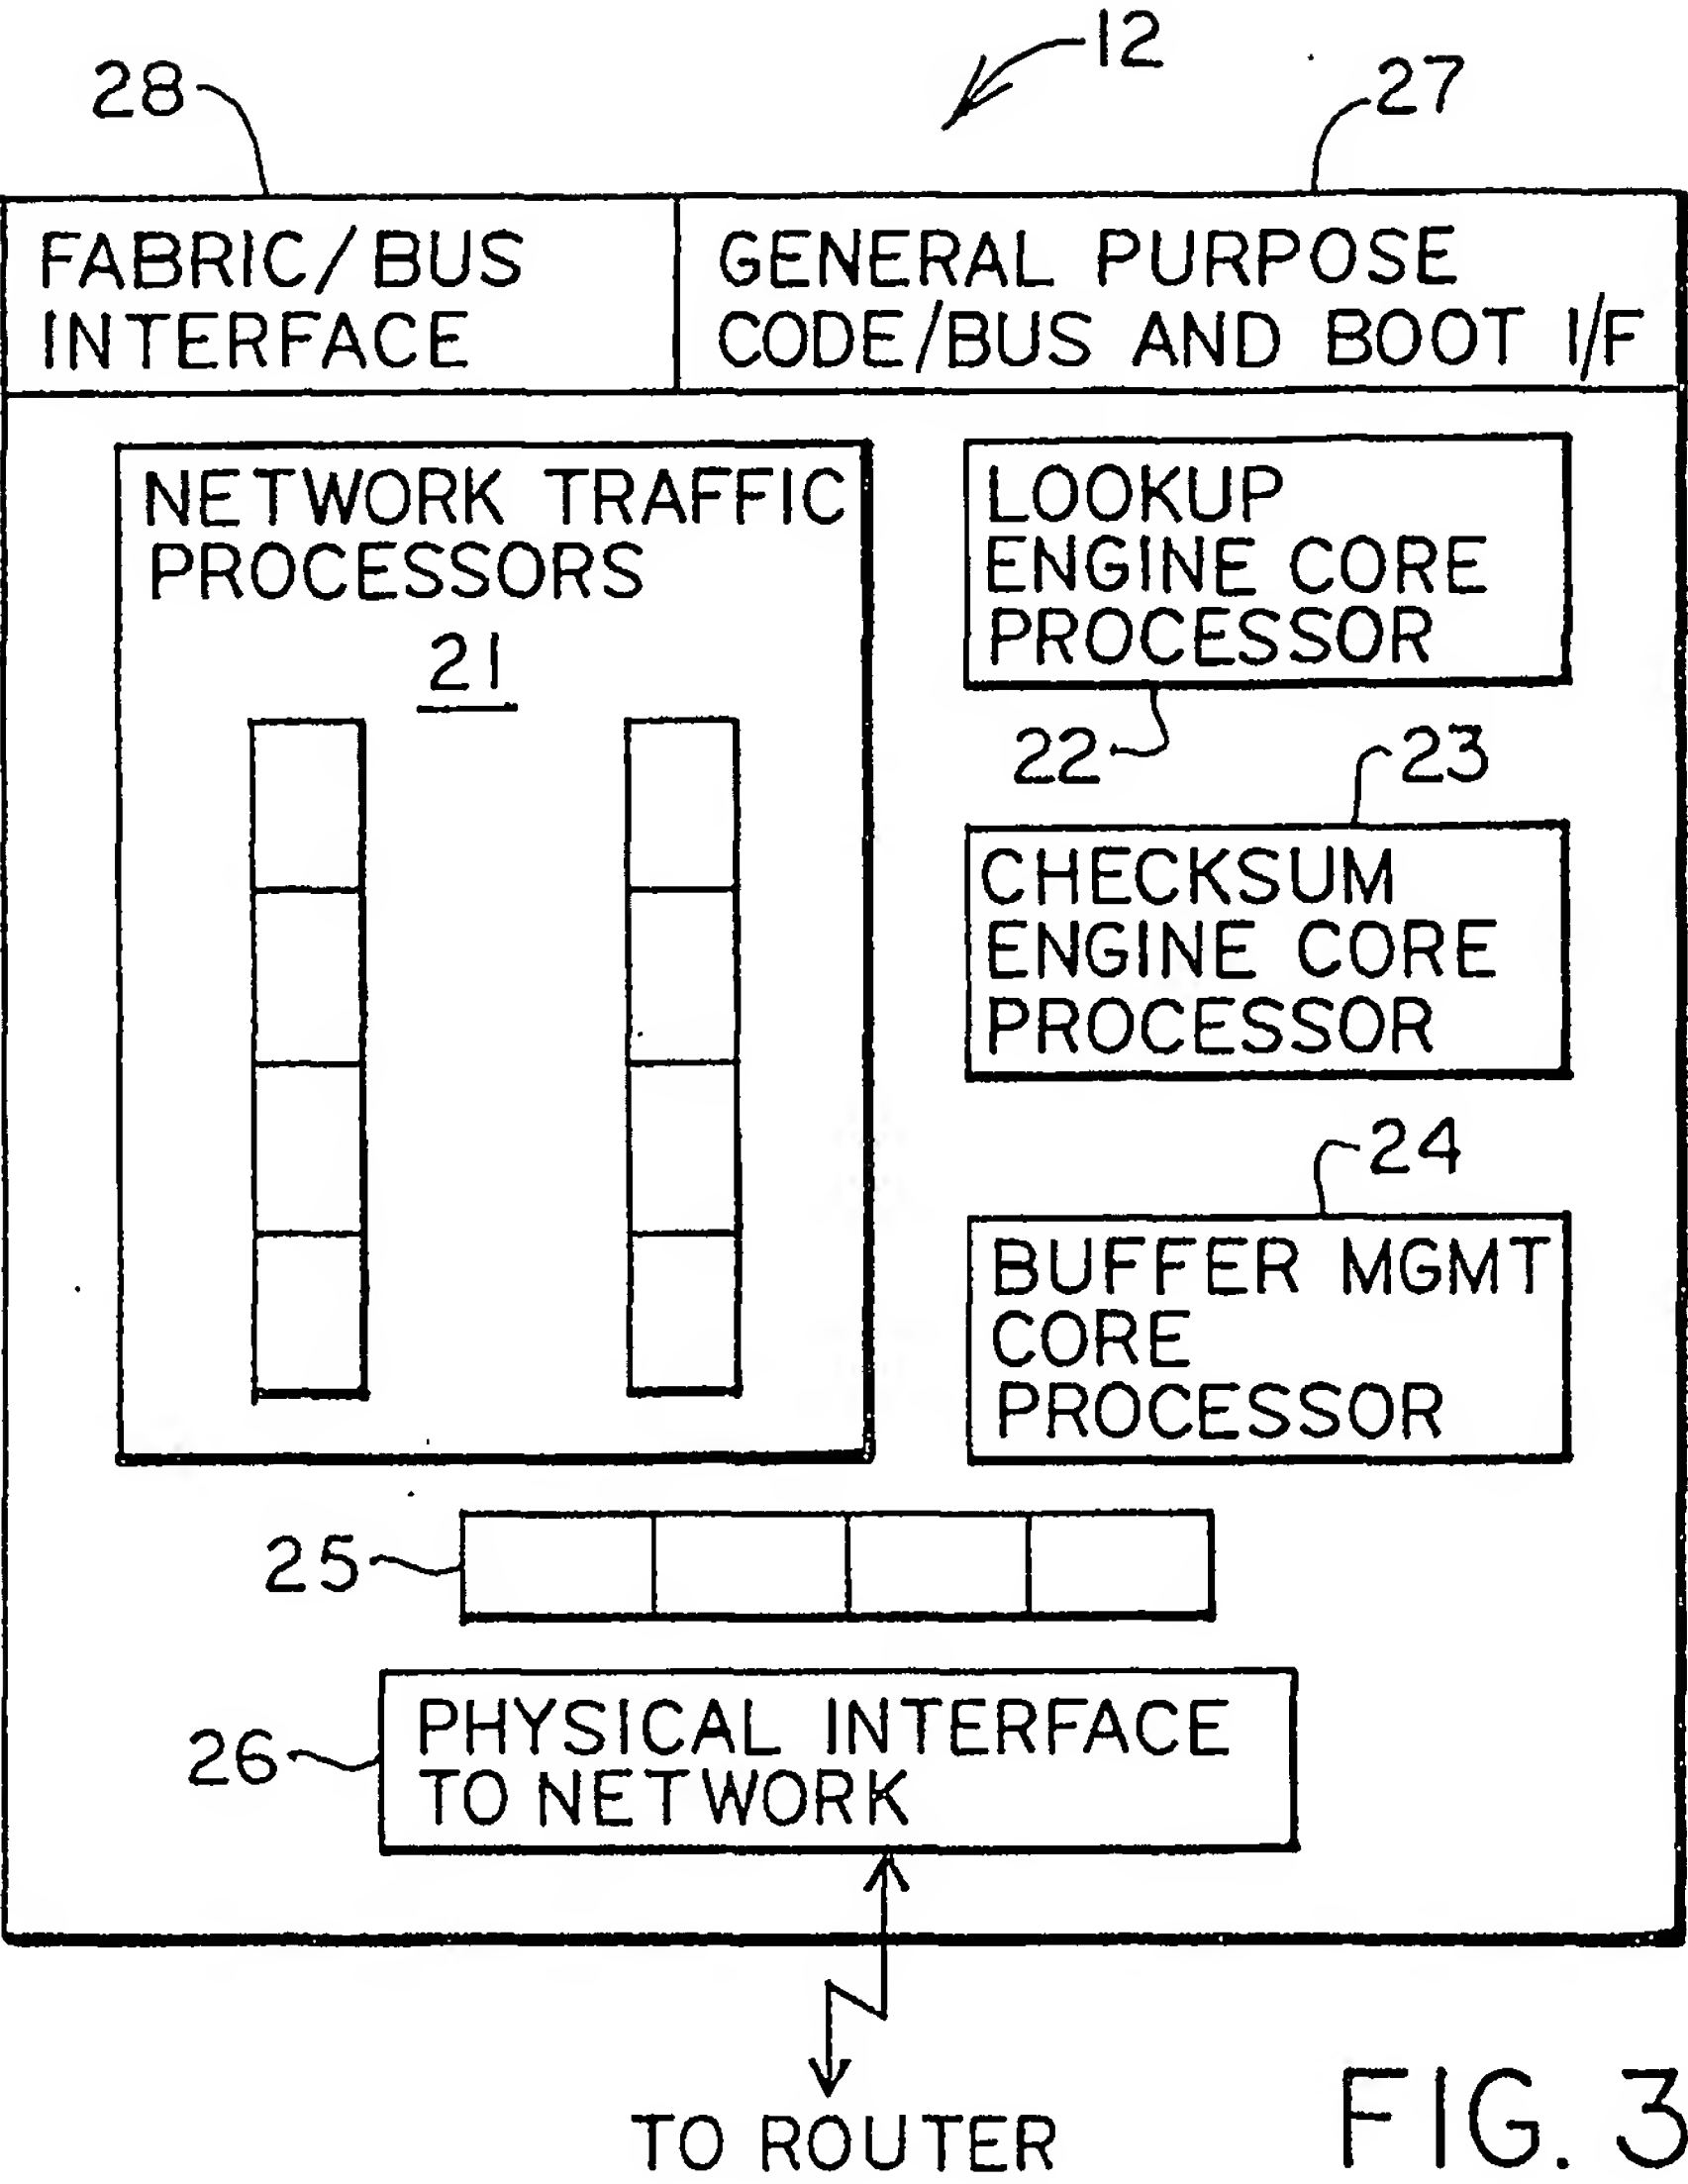 12
28
27
FABRIC/BUS
INTERFACE
GENERAL PURPOSE
CODE/BUS AND BOOT I/F
NETWORK TRAFFIC
PROCESSORS
21
LOOKUP
ENGINE CORE
PROCESSOR
22
23
CHECKSUM
ENGINE CORE
PROCESSOR
24
BUFFER MGMT
CORE
PROCESSOR
25
26
PHYSICAL INTERFACE
TO NETWORK
TO ROUTER
FIG. 3